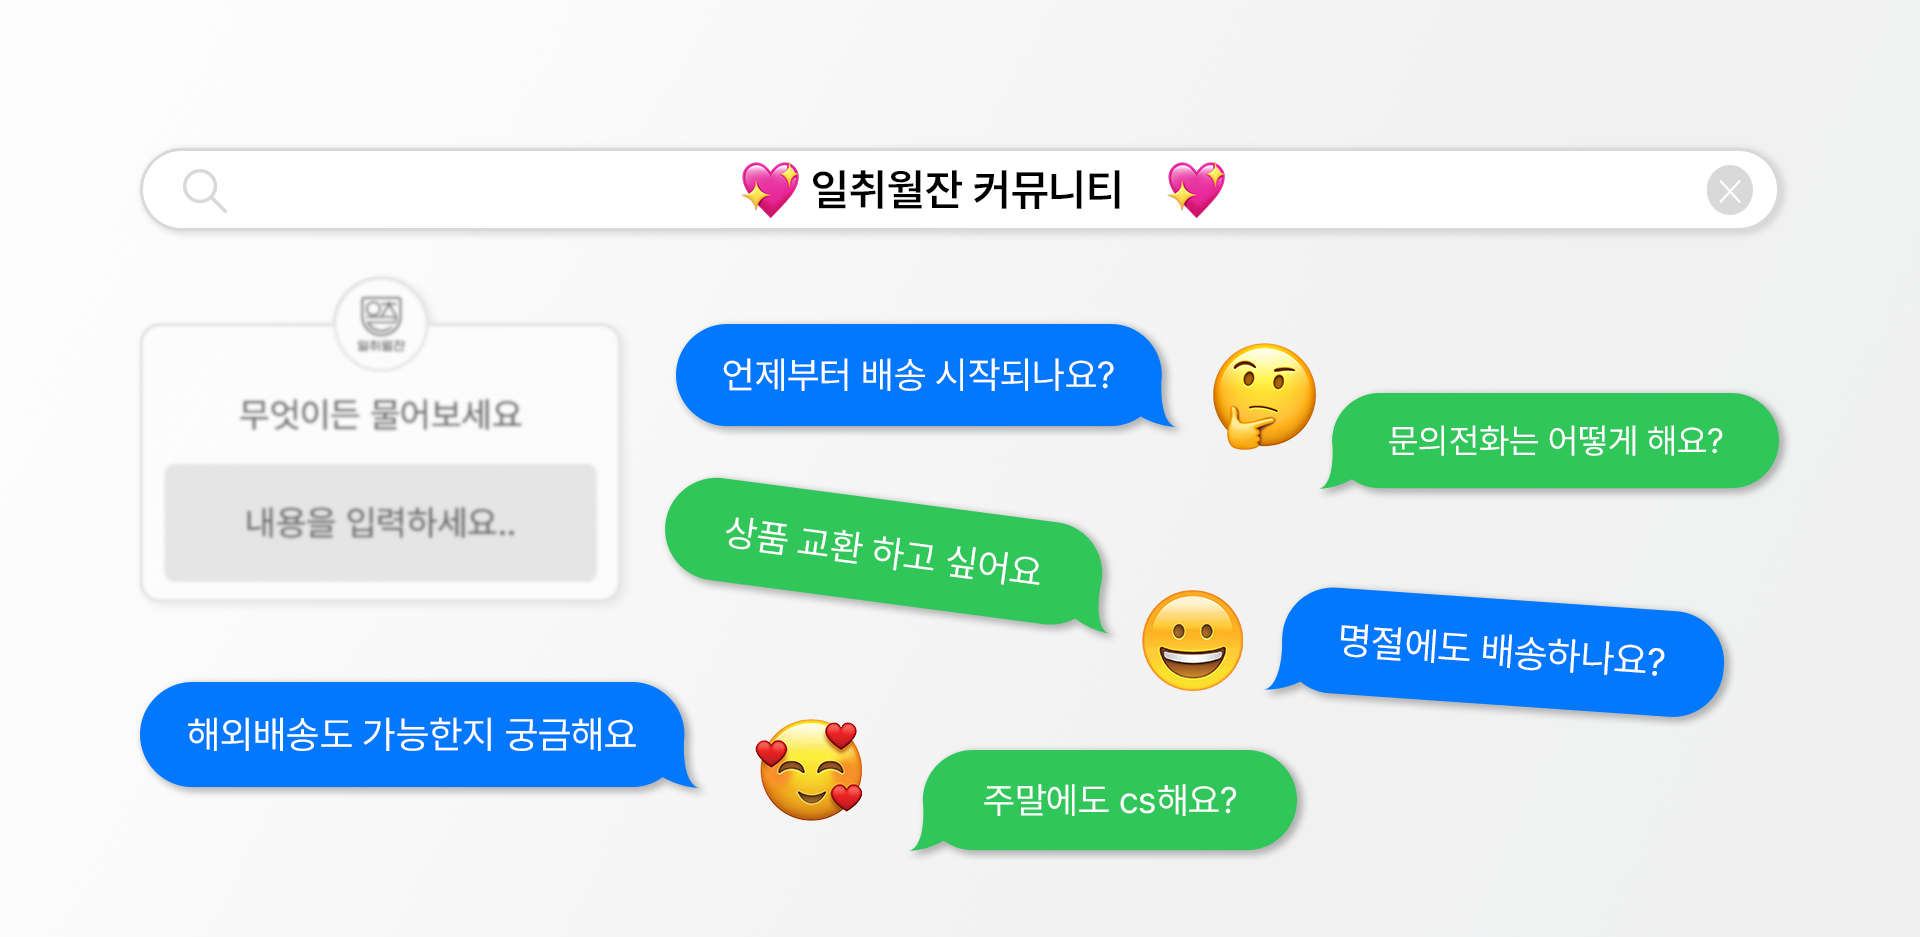 💖 일취월잔 커뮤니티 💖
일취월잔
무엇이든 물어보세요
내용을 입력하세요..
언제부터 배송 시작되나요?
문의전화는 어떻게 해요?
상품 교환 하고 싶어요
명절에도 배송하나요?
해외배송도 가능한지 궁금해요
주말에도 cs해요?